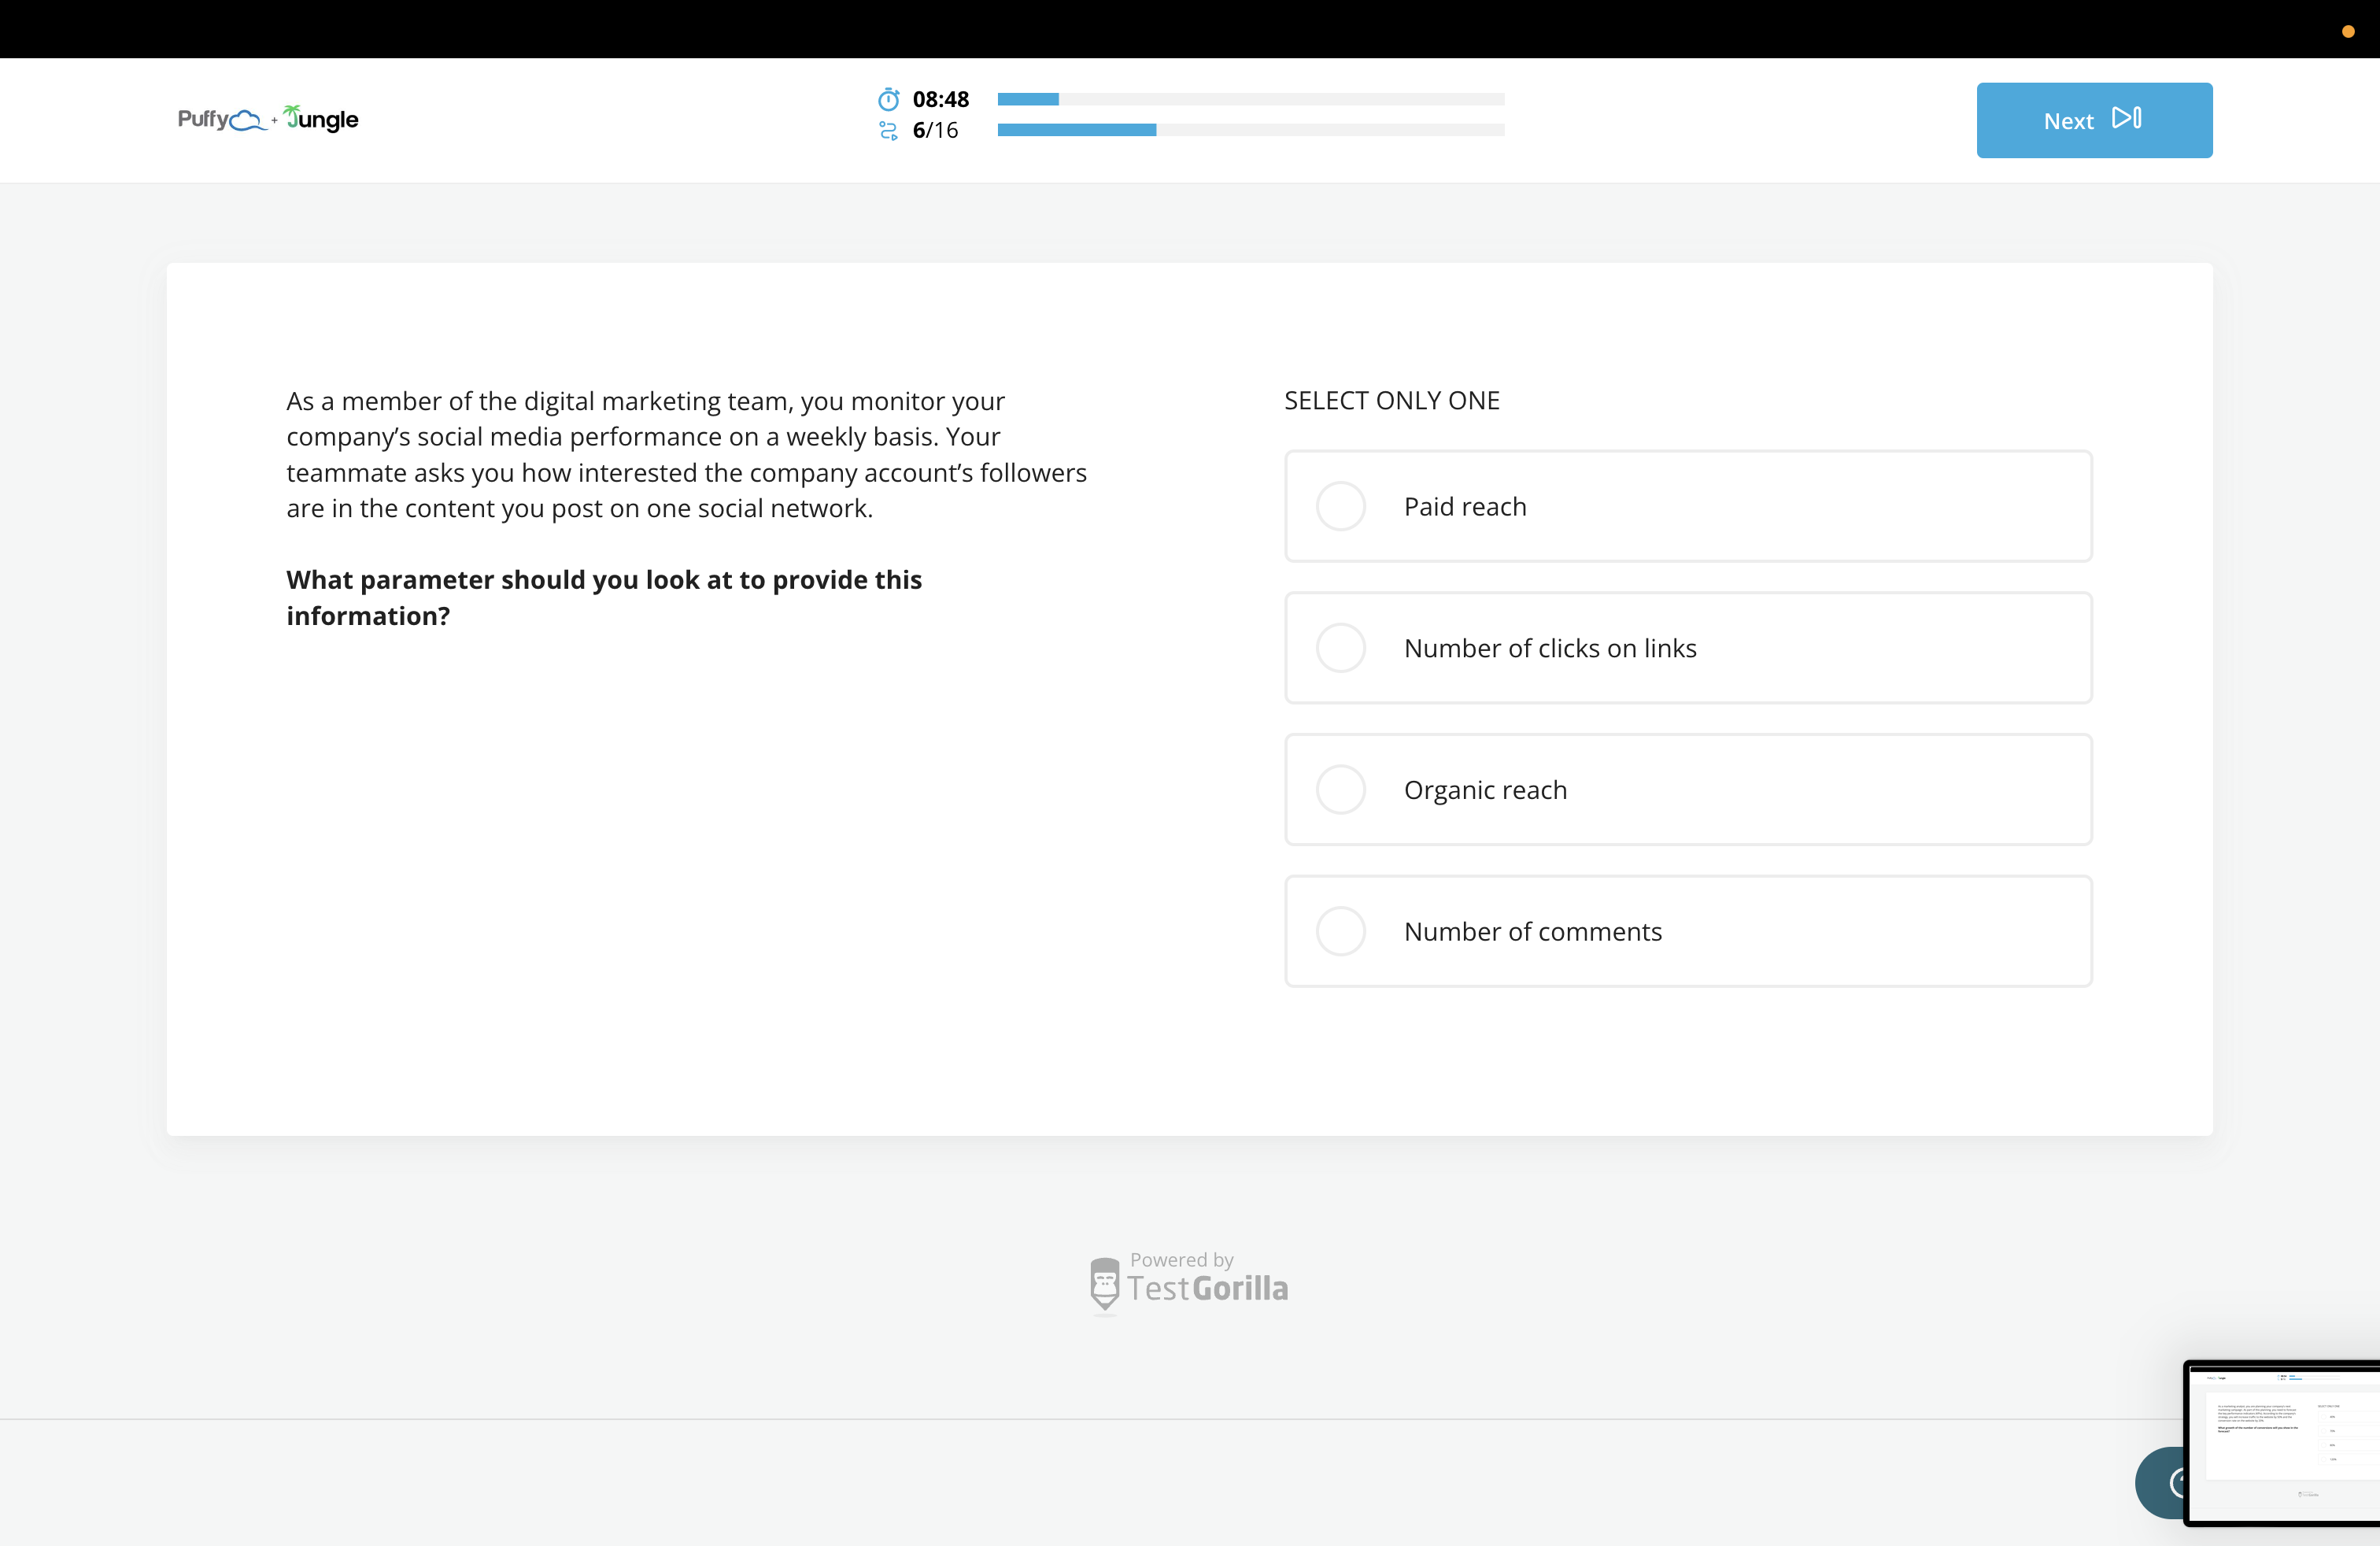 08:48
Puffy + Jungle
6/16
Next
As a member of the digital marketing team, you monitor your
company’s social media performance on a weekly basis. Your
teammate asks you how interested the company account’s followers
are in the content you post on one social network.
What parameter should you look at to provide this
information?
SELECT ONLY ONE
Paid reach
Number of clicks on links
Organic reach
Number of comments
Powered by
TestGorilla